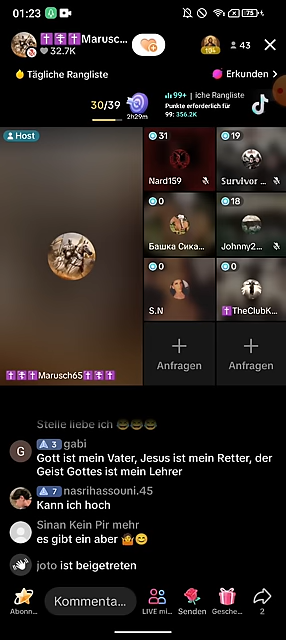 01:23
75
✝️☦️✝️Marusc...
32.7K
104
43
Tägliche Rangliste
Erkunden >
30/39
2h29m
99+ | iche Rangliste
Punkte erforderlich für
99: 356.2K
Host
31
19
Nard159
Survivor ...
0
18
Башка Сика...
Johnny2...
0
0
S.N
✝️TheClubK...
Anfragen
Anfragen
✝️☦️✝️Marusch65✝️☦️✝️
Stelle liebe ich 😂😂😂
G
3 gabi
Gott ist mein Vater, Jesus ist mein Retter, der
Geist Gottes ist mein Lehrer
7 nasrihassouni.45
Kann ich hoch
Sinan Kein Pir mehr
es gibt ein aber 🤷😊
joto ist beigetreten
Kommenta...
Abonn...
LIVE mi...
Senden
Gesche...
2